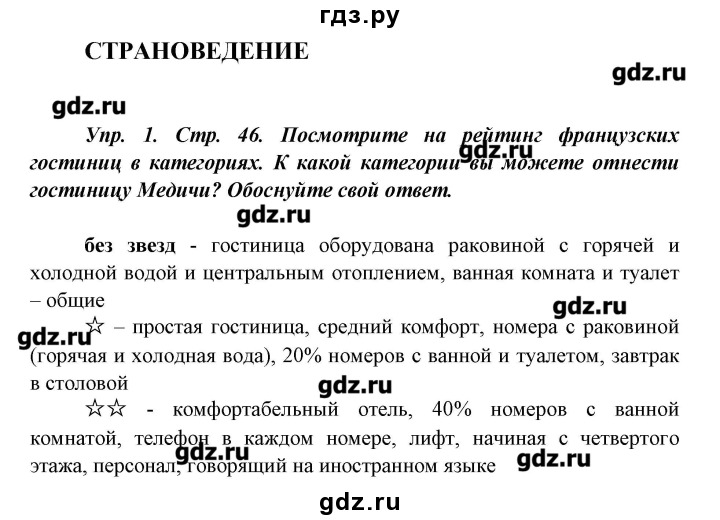 гдз.ру
СТРАНОВЕДЕНИЕ
gdz.ru
gdz.ru
Упр. 1. Стр. 46. Посмотрите на рейтинг французских
гостиниц в категориях. К какой категории вы можете отнести
gdz.ru
гостиницу Медичи? Обоснуйте свой ответ.
gdz.ru
без звезд - гостиница оборудована раковиной с горячей и
холодной водой и центральным отоплением, ванная комната и туалет
– общие
gdz.ru
☆ – простая гостиница, средний комфорт, номера с раковиной
gdz.ru
(горячая и холодная вода), 20% номеров с ванной и туалетом, завтрак
в столовой
gdz.ru
☆☆ - комфортабельный отель, 40% номеров с ванной
комнатой, телефон в каждом номере, лифт, начиная с четвертого
gdz.ru
этажа, персонал, говорящий на иностранном языке
gdz.ru
gdz.ru